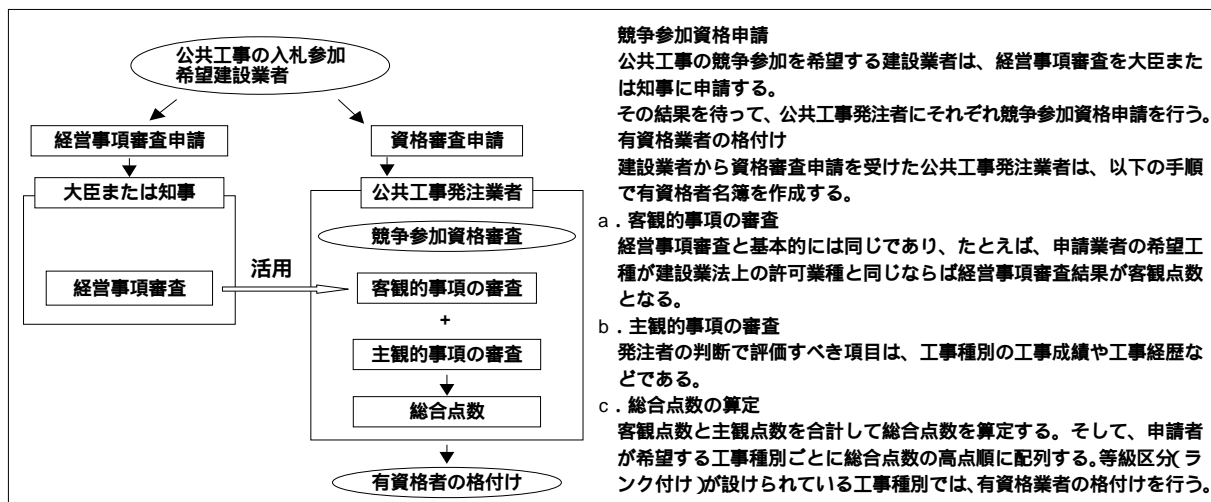 公共工事の入札参加
希望建設業者
経営事項審査申請
資格審査申請
大臣または知事
公共工事発注業者
競争参加資格審査
活用
経営事項審査
客観的事項の審査
+
主観的事項の審査
総合点数
有資格者の格付け
競争参加資格申請
公共工事の競争参加を希望する建設業者は、経営事項審査を大臣また
は知事に申請する。
その結果を待って、公共工事発注者にそれぞれ競争参加資格申請を行う。
有資格業者の格付け
建設業者から資格審査申請を受けた公共工事発注業者は、以下の手順
で有資格者名簿を作成する。
a．客観的事項の審査
経営事項審査と基本的には同じであり、たとえば、申請業者の希望工
種が建設業法上の許可業種と同じならば経営事項審査結果が客観点数
となる。
b．主観的事項の審査
発注者の判断で評価すべき項目は、工事種別の工事成績や工事経歴な
どである。
c．総合点数の算定
客観点数と主観点数を合計して総合点数を算定する。そして、申請者
が希望する工事種別ごとに総合点数の高点順に配列する。等級区分(ラ
ンク付け)が設けられている工事種別では、有資格業者の格付けを行う。